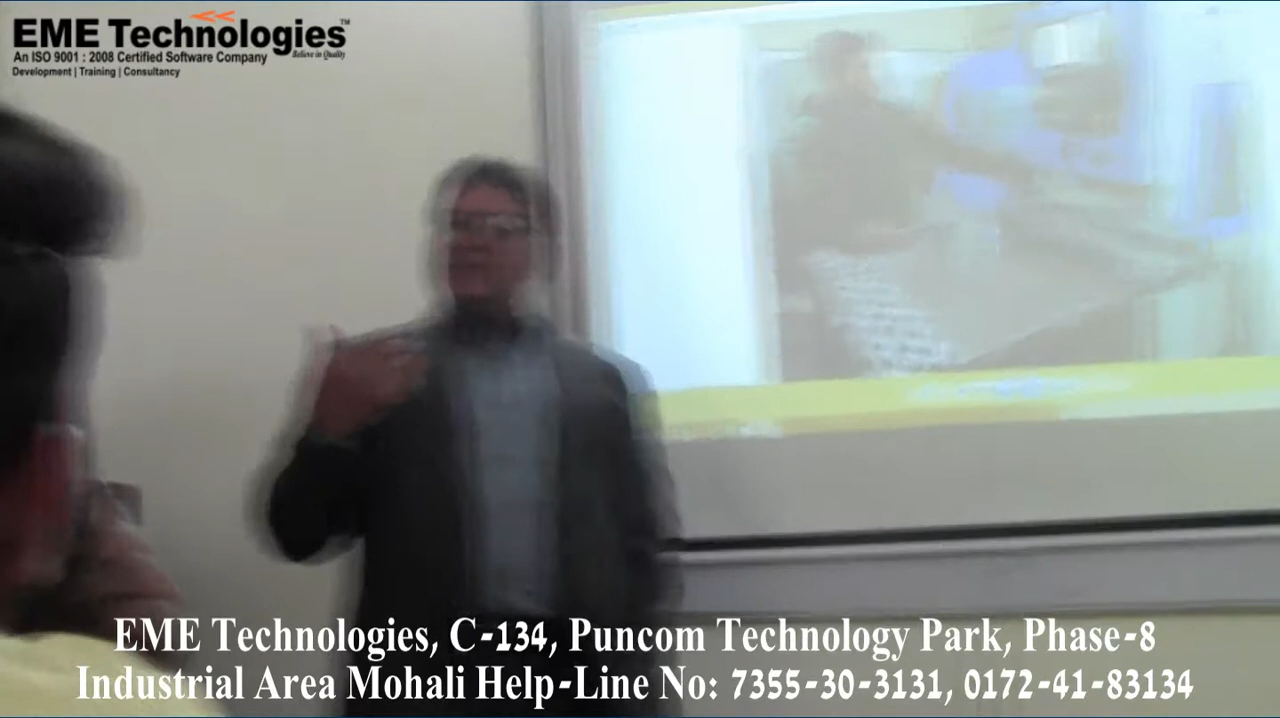 EME Technologies™
Believe in Quality
An ISO 9001 : 2008 Certified Software Company
Development | Training | Consultancy
EME Technologies, C-134, Puncom Technology Park, Phase-8
Industrial Area Mohali Help-Line No: 7355-30-3131, 0172-41-83134